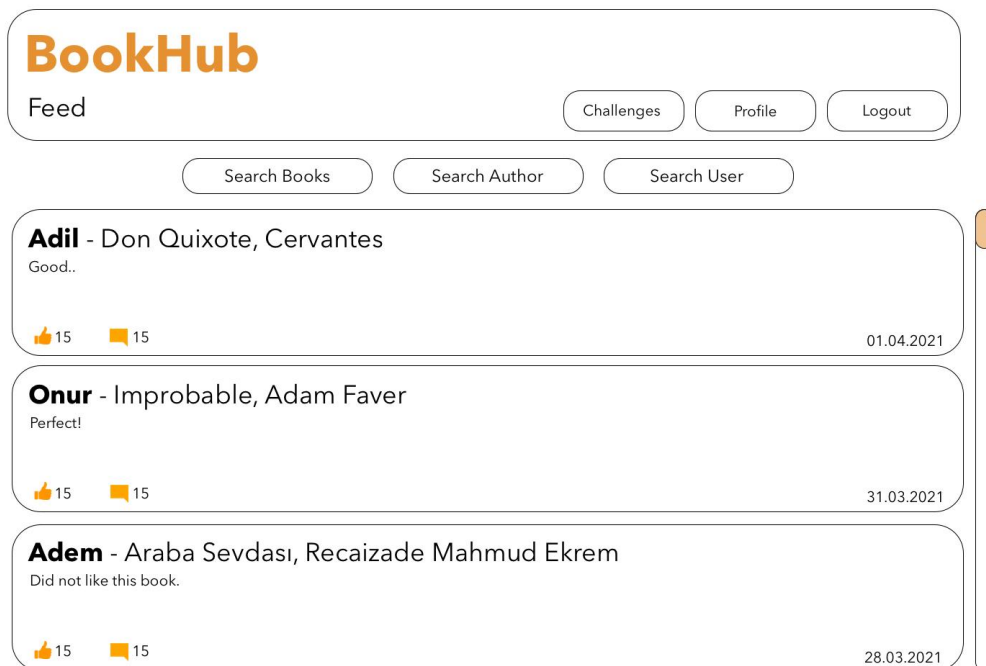 BookHub
Feed
Challenges
Profile
Logout
Search Books
Search Author
Search User
Adil - Don Quixote, Cervantes
Good..
15
15
01.04.2021
Onur - Improbable, Adam Faver
Perfect!
15
15
31.03.2021
Adem - Araba Sevdası, Recaizade Mahmud Ekrem
Did not like this book.
15
15
28.03.2021